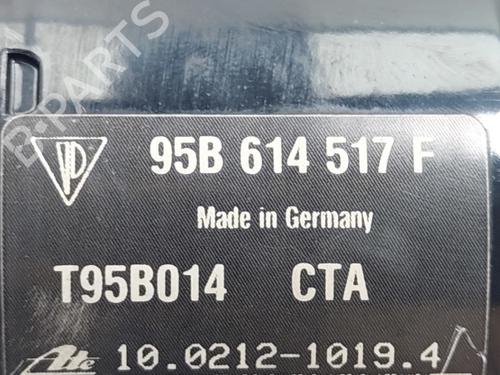 B-PARTS
95B 614 517 F
Made in Germany
T95B014 CTA
Ate 10.0212-1019.4